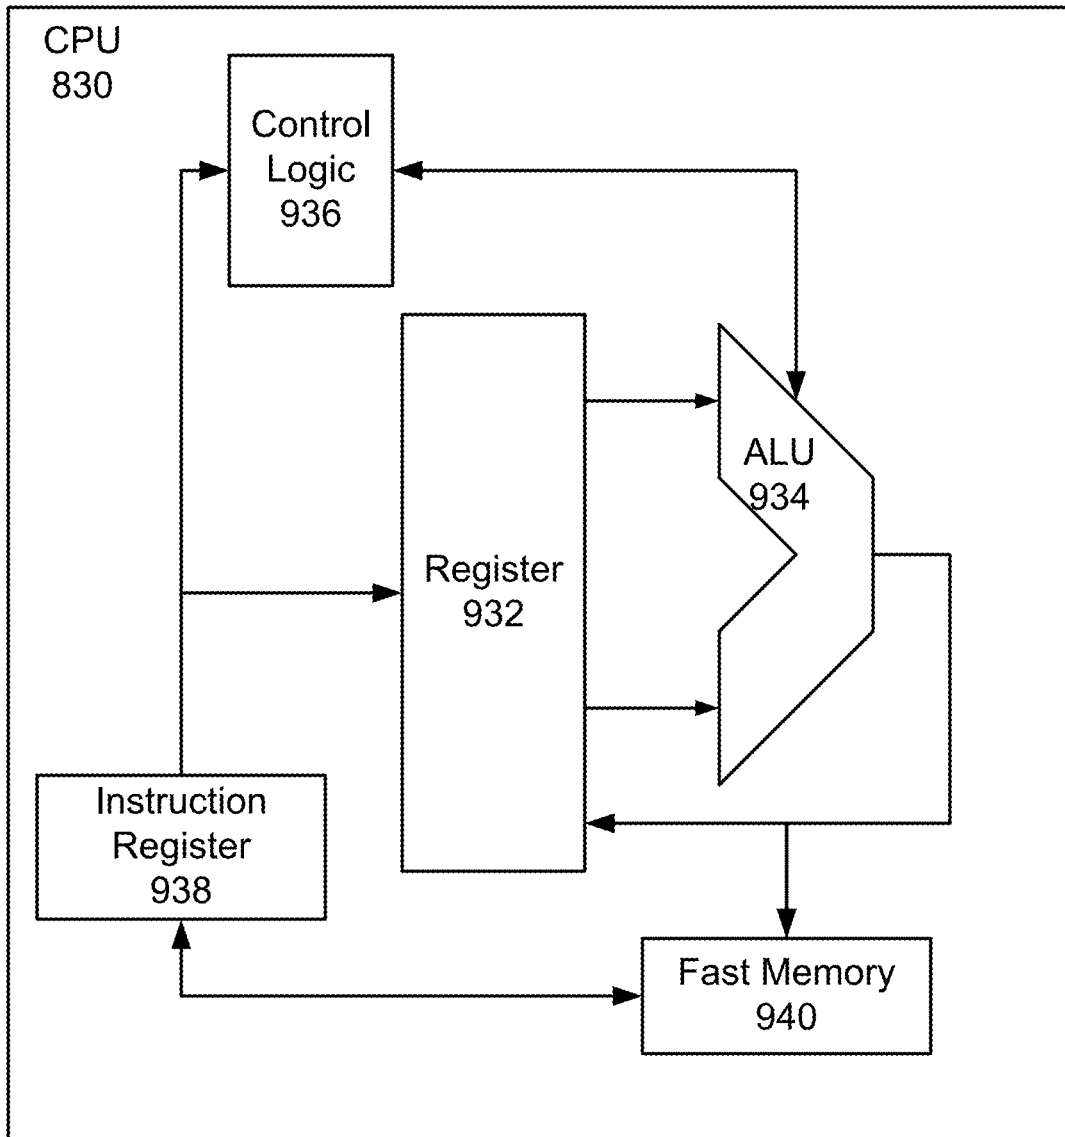 CPU
830
Control
Logic
936
ALU
934
Register
932
Instruction
Register
938
Fast Memory
940